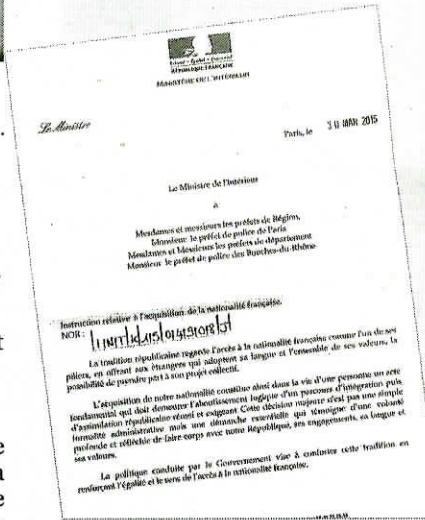 RÉPUBLIQUE FRANÇAISE
MINISTÈRE DE L'INTÉRIEUR
Le Ministre
Paris, le
2015
Le Ministre de l'Intérieur
à
Mesdames et messieurs les préfets de Région,
Monsieur le préfet de police de Paris
Mesdames et Messieurs les préfets de département
Monsieur le préfet de police des Bouches-du-Rhône
Instruction relative à l'acquisition de la nationalité française.
NOR :
La tradition républicaine regarde l'accès à la nationalité française comme l'un de ses
piliers, en offrant aux étrangers qui adoptent sa langue et l'ensemble de ses valeurs, la
possibilité de prendre part à son projet collectif.
L'acquisition de notre nationalité constitue ainsi dans la vie d'une personne un acte
fondamental qui doit demeurer l'aboutissement logique d'un parcours d'intégration puis
d'assimilation républicaine réussi et exigeant Cette décision majeure n'est pas une simple
formalité administrative mais une démarche essentielle qui témoigne d'une volonté
profonde et réfléchie de faire corps avec notre République, ses engagements, sa langue et
ses valeurs.
La politique conduite par le Gouvernement vise à conforter cette tradition en
renforçant l'égalité et le sens de l'accès à la nationalité française.